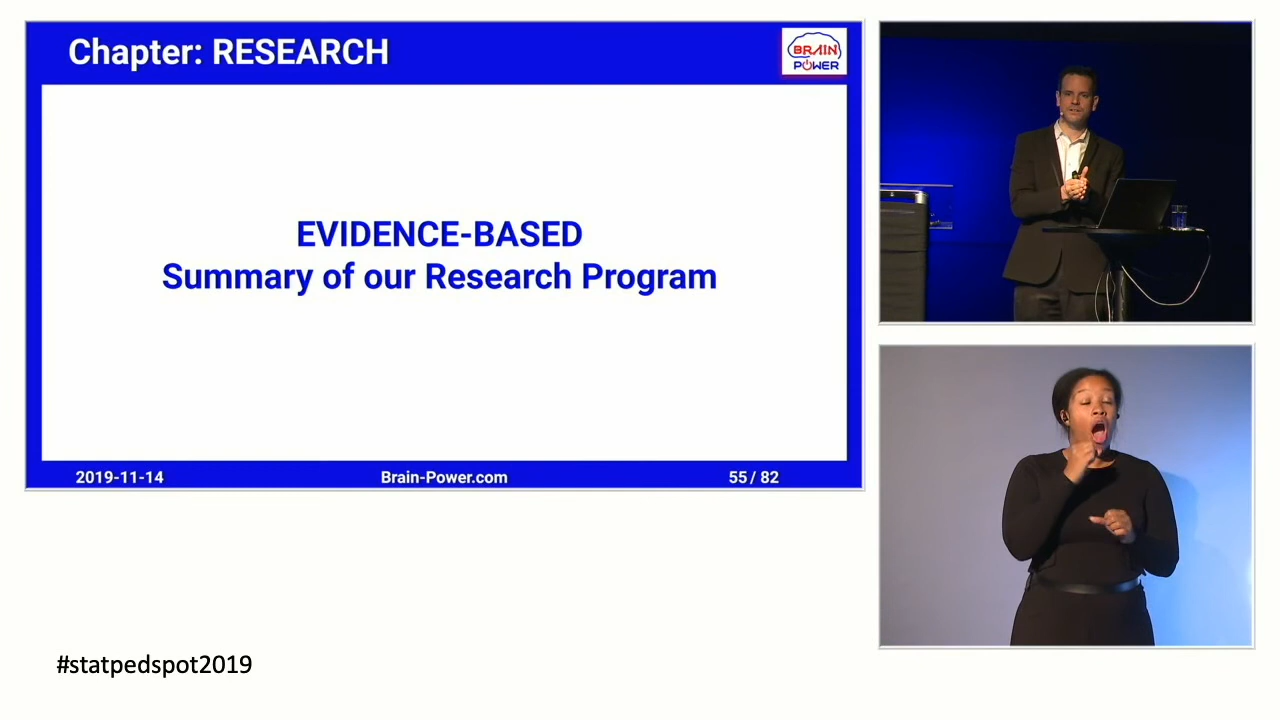 Chapter: RESEARCH
BRAIN
POWER
EVIDENCE-BASED
Summary of our Research Program
2019-11-14
Brain-Power.com
55 / 82
#statpedspot2019